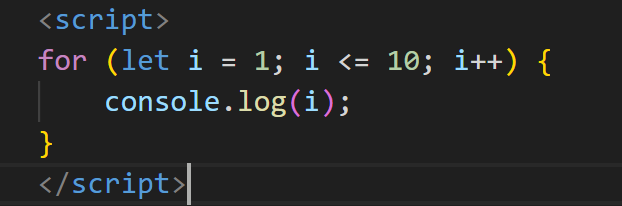 <script>
for (let i = 1; i <= 10; i++) {
    console.log(i);
}
</script>